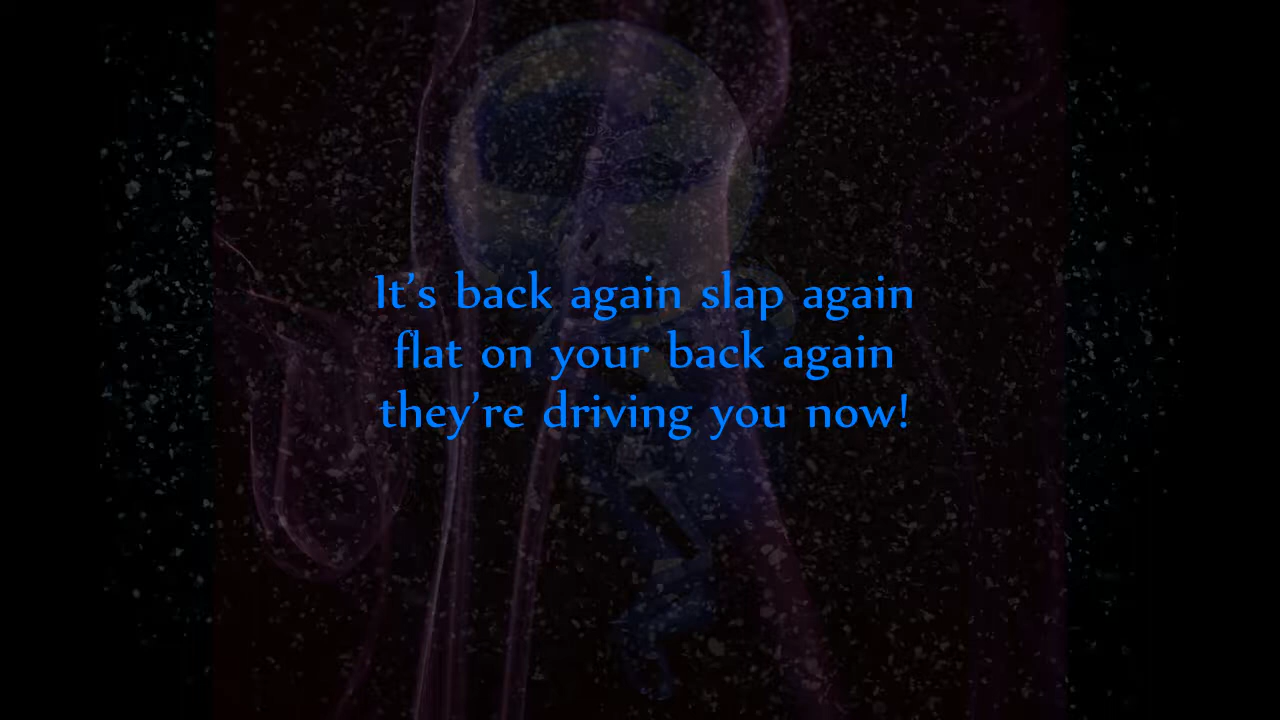 It's back again slap again
flat on your back again
they're driving you now!